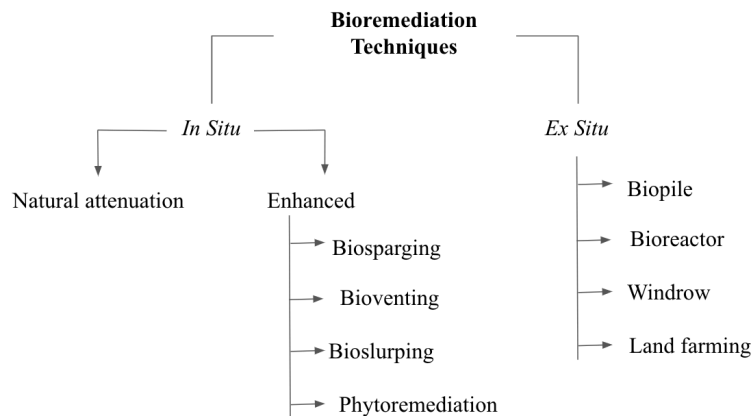 Bioremediation
Techniques
In Situ
Ex Situ
Natural attenuation
Enhanced
Biosparging
Bioventing
Bioslurping
Phytoremediation
Biopile
Bioreactor
Windrow
Land farming